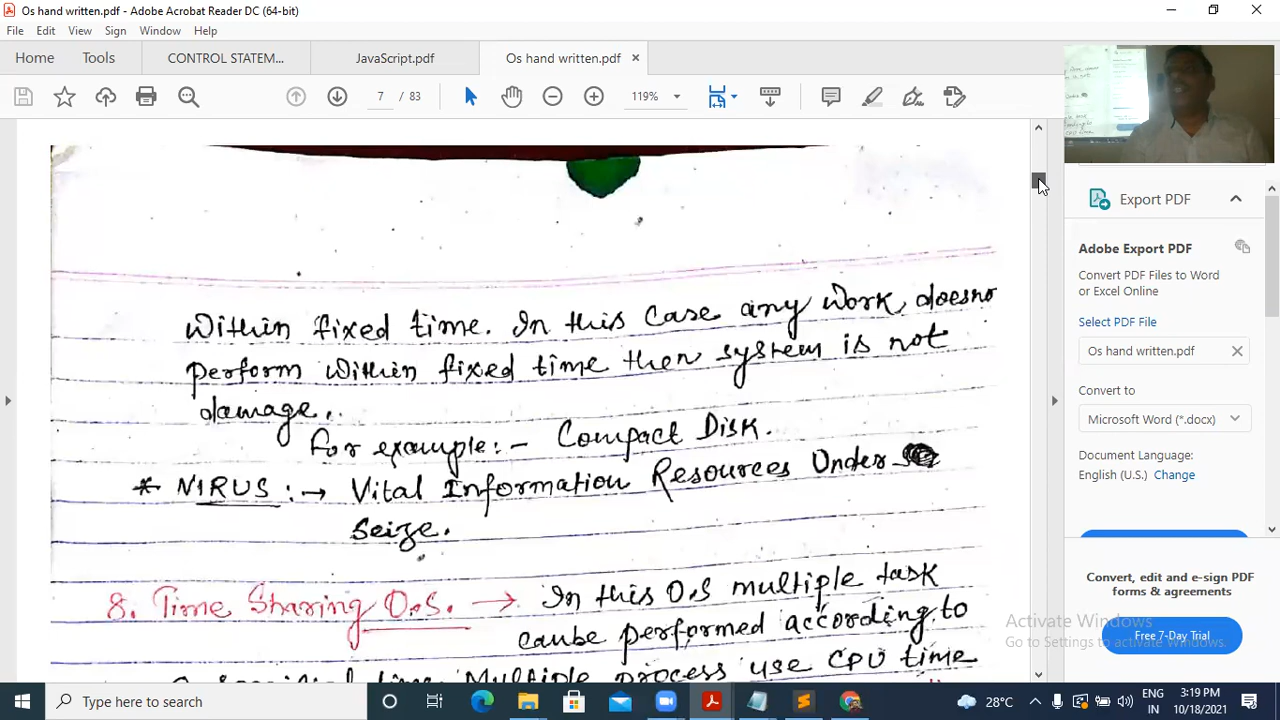 Os hand written.pdf - Adobe Acrobat Reader DC (64-bit)
File Edit View Sign Window Help
Home Tools CONTROL STATEM... JavaScript.pdf Os hand written.pdf ×
7 / 83 119%
Within fixed time. In this case any work doesno
perform within fixed time then system is not
damage..
for example:- Compact Disk.
* VIRUS :→ Vital Information Resources Under
Seize.
8. Time Sharing O.S. → In this O.S multiple task
canbe performed according to
Multiple process use CPU time
Export PDF
Adobe Export PDF
Convert PDF Files to Word
or Excel Online
Select PDF File
Os hand written.pdf
Convert to
Microsoft Word (*.docx)
Document Language:
English (U.S.) Change
Convert, edit and e-sign PDF
forms & agreements
Free 7-Day Trial
Activate Windows
Go to Settings to activate Windows.
Type here to search
28°C
ENG
IN
3:19 PM
10/18/2021